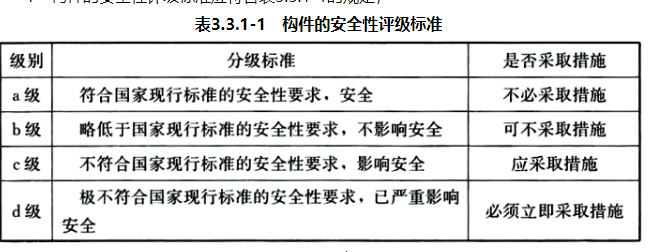 表3.3.1-1 构件的安全性评级标准
级别 分级标准 是否采取措施
a 级 符合国家现行标准的安全性要求，安全 不必采取措施
b 级 略低于国家现行标准的安全性要求，不影响安全 可不采取措施
c 级 不符合国家现行标准的安全性要求，影响安全 应采取措施
d 级 极不符合国家现行标准的安全性要求，已严重影响
安全 必须立即采取措施